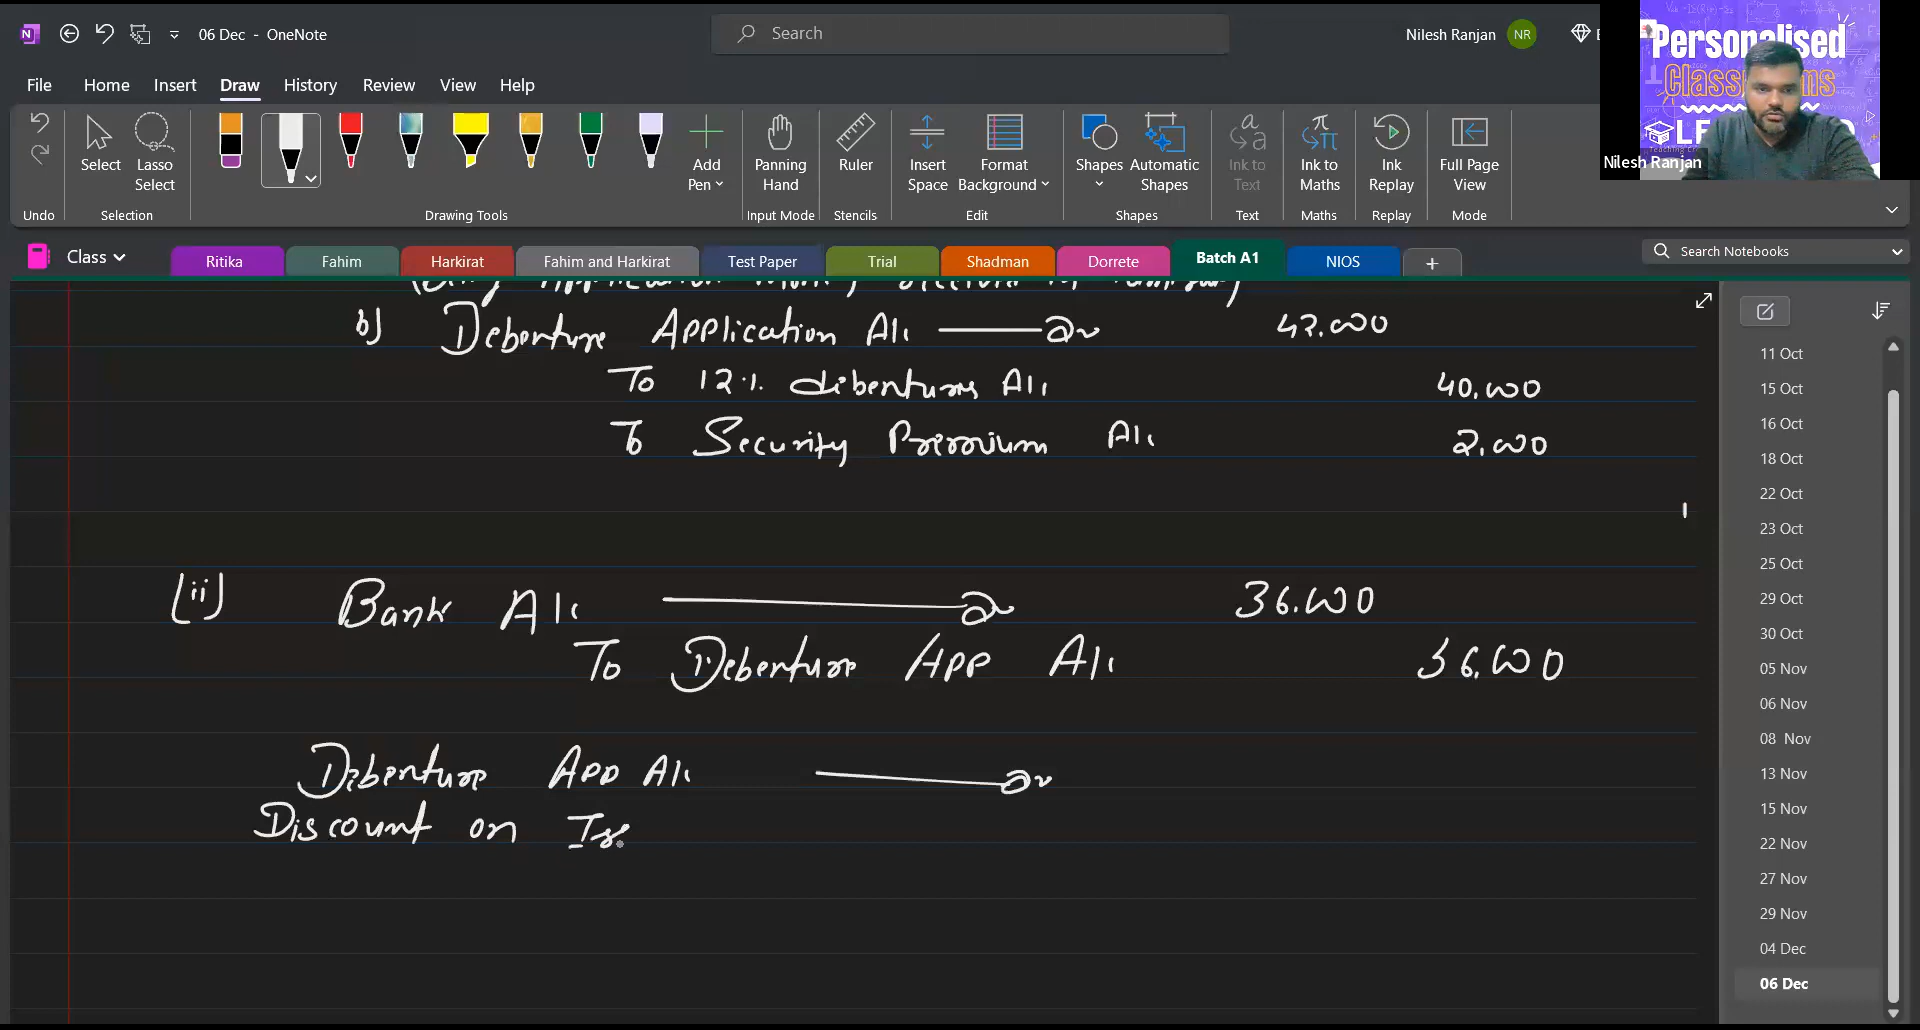 06 Dec - OneNote
Search
Nilesh Ranjan NR
Personalised
Classrooms
Nilesh Ranjan
File Home Insert Draw History Review View Help
Undo
Select
Lasso Select
Selection
Drawing Tools
Add Pen
Panning Hand
Input Mode
Ruler
Stencils
Insert Space
Format Background
Edit
Shapes
Automatic Shapes
Shapes
Ink to Text
Text
Ink to Maths
Maths
Ink Replay
Replay
Full Page View
Mode
Class
Ritika Fahim Harkirat Fahim and Harkirat Test Paper Trial Shadman Dorrete Batch A1 NIOS +
Search Notebooks
b) Debenture Application A/c Dr 42,000
To 12% debentures A/c 40,000
To Security Premium A/c 2,000
(ii) Bank A/c Dr 36,000
To Debenture App A/c 36,000
Debenture App A/c Dr
Discount on Iss
11 Oct
15 Oct
16 Oct
18 Oct
22 Oct
23 Oct
25 Oct
29 Oct
30 Oct
05 Nov
06 Nov
08 Nov
13 Nov
15 Nov
22 Nov
27 Nov
29 Nov
04 Dec
06 Dec